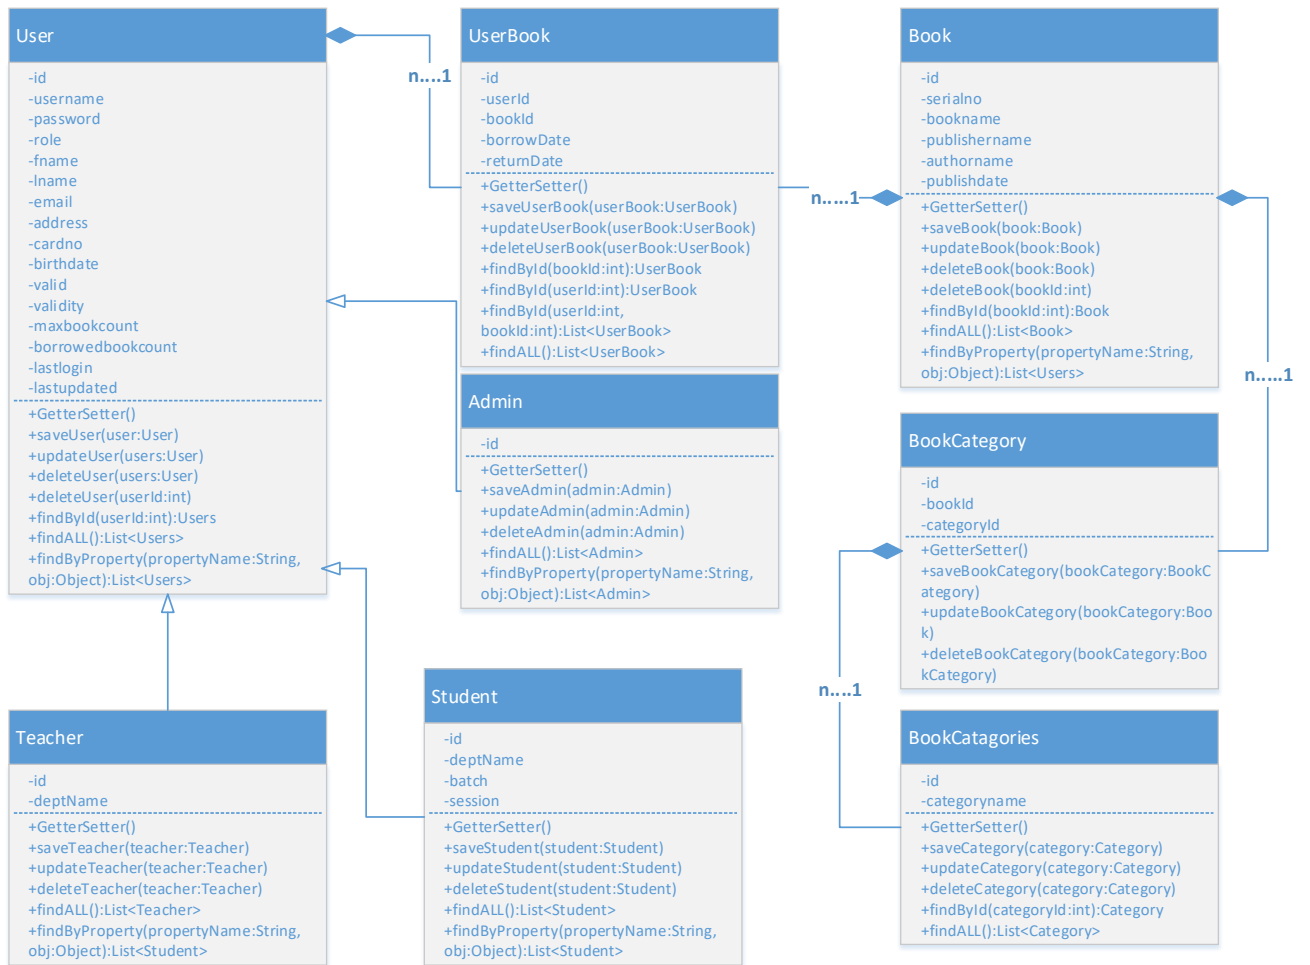 User
-id
-username
-password
-role
-fname
-lname
-email
-address
-cardno
-birthdate
-valid
-validity
-maxbookcount
-borrowedbookcount
-lastlogin
-lastupdated
+GetterSetter()
+saveUser(user:User)
+updateUser(users:User)
+deleteUser(users:User)
+deleteUser(userId:int)
+findById(userId:int):Users
+findALL():List<Users>
+findByProperty(propertyName:String,
obj:Object):List<Users>
n....1
UserBook
-id
-userId
-bookId
-borrowDate
-returnDate
+GetterSetter()
+saveUserBook(userBook:UserBook)
+updateUserBook(userBook:UserBook)
+deleteUserBook(userBook:UserBook)
+findById(bookId:int):UserBook
+findById(userId:int):UserBook
+findById(userId:int,
bookId:int):List<UserBook>
+findALL():List<UserBook>
n.....1
Book
-id
-serialno
-bookname
-publishername
-authorname
-publishdate
+GetterSetter()
+saveBook(book:Book)
+updateBook(book:Book)
+deleteBook(book:Book)
+deleteBook(bookId:int)
+findById(bookId:int):Book
+findALL():List<Book>
+findByProperty(propertyName:String,
obj:Object):List<Users>
n.....1
Admin
-id
+GetterSetter()
+saveAdmin(admin:Admin)
+updateAdmin(admin:Admin)
+deleteAdmin(admin:Admin)
+findALL():List<Admin>
+findByProperty(propertyName:String,
obj:Object):List<Admin>
BookCategory
-id
-bookId
-categoryId
+GetterSetter()
+saveBookCategory(bookCategory:BookC
ategory)
+updateBookCategory(bookCategory:Boo
k)
+deleteBookCategory(bookCategory:Boo
kCategory)
n....1
Teacher
-id
-deptName
+GetterSetter()
+saveTeacher(teacher:Teacher)
+updateTeacher(teacher:Teacher)
+deleteTeacher(teacher:Teacher)
+findALL():List<Teacher>
+findByProperty(propertyName:String,
obj:Object):List<Student>
Student
-id
-deptName
-batch
-session
+GetterSetter()
+saveStudent(student:Student)
+updateStudent(student:Student)
+deleteStudent(student:Student)
+findALL():List<Student>
+findByProperty(propertyName:String,
obj:Object):List<Student>
BookCatagories
-id
-categoryname
+GetterSetter()
+saveCategory(category:Category)
+updateCategory(category:Category)
+deleteCategory(category:Category)
+findById(categoryId:int):Category
+findALL():List<Category>